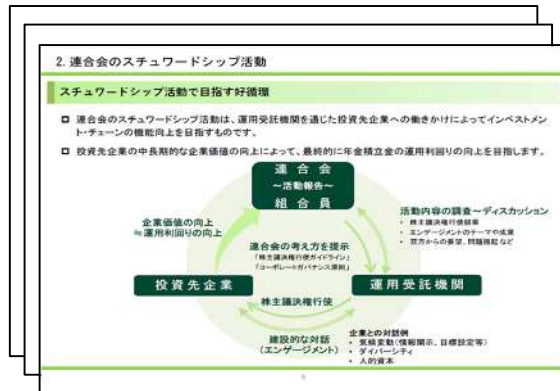 2. 連合会のスチュワードシップ活動
スチュワードシップ活動で目指す好循環
□ 連合会のスチュワードシップ活動は、運用受託機関を通じた投資先企業への働きかけによってインベストメン
ト・チェーンの機能向上を目指すものです。
□ 投資先企業の中長期的な企業価値の向上によって、最終的に年金積立金の運用利回りの向上を目指します。
連 合 会
～活動報告～
組 合 員
企業価値の向上
≒運用利回りの向上
活動内容の調査～ディスカッション
• 株主議決権行使結果
• エンゲージメントのテーマや成果
• 双方からの要望、問題提起など
連合会の考え方を提示
「株主議決権行使ガイドライン」
「コーポレートガバナンス原則」
投資先企業
運用受託機関
株主議決権行使
建設的な対話
(エンゲージメント)
企業との対話例
• 気候変動(情報開示、目標設定等)
• ダイバーシティ
• 人的資本